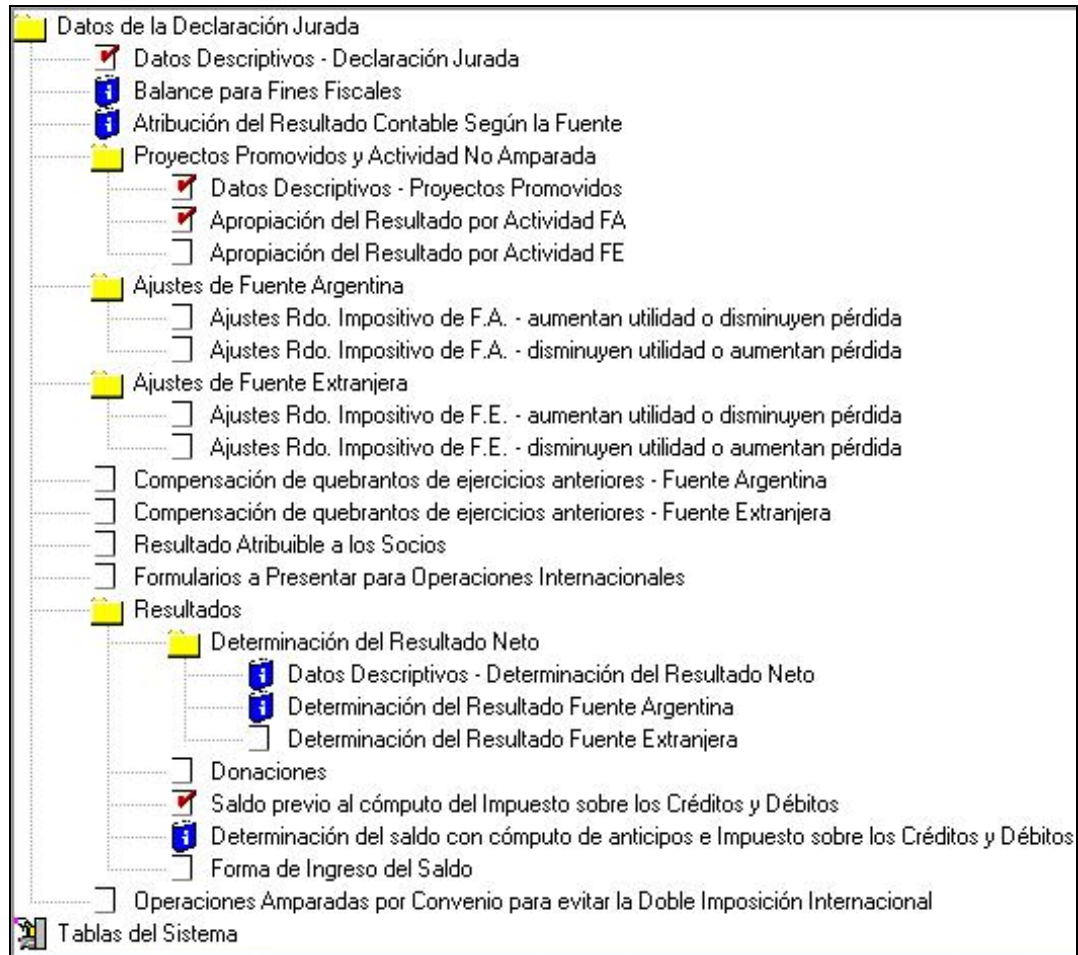 Datos de la Declaración Jurada
Datos Descriptivos - Declaración Jurada
Balance para Fines Fiscales
Atribución del Resultado Contable Según la Fuente
Proyectos Promovidos y Actividad No Amparada
Datos Descriptivos - Proyectos Promovidos
Apropiación del Resultado por Actividad FA
Apropiación del Resultado por Actividad FE
Ajustes de Fuente Argentina
Ajustes Rdo. Impositivo de F.A. - aumentan utilidad o disminuyen pérdida
Ajustes Rdo. Impositivo de F.A. - disminuyen utilidad o aumentan pérdida
Ajustes de Fuente Extranjera
Ajustes Rdo. Impositivo de F.E. - aumentan utilidad o disminuyen pérdida
Ajustes Rdo. Impositivo de F.E. - disminuyen utilidad o aumentan pérdida
Compensación de quebrantos de ejercicios anteriores - Fuente Argentina
Compensación de quebrantos de ejercicios anteriores - Fuente Extranjera
Resultado Atribuible a los Socios
Formularios a Presentar para Operaciones Internacionales
Resultados
Determinación del Resultado Neto
Datos Descriptivos - Determinación del Resultado Neto
Determinación del Resultado Fuente Argentina
Determinación del Resultado Fuente Extranjera
Donaciones
Saldo previo al cómputo del Impuesto sobre los Créditos y Débitos
Determinación del saldo con cómputo de anticipos e Impuesto sobre los Créditos y Débitos
Forma de Ingreso del Saldo
Operaciones Amparadas por Convenio para evitar la Doble Imposición Internacional
Tablas del Sistema